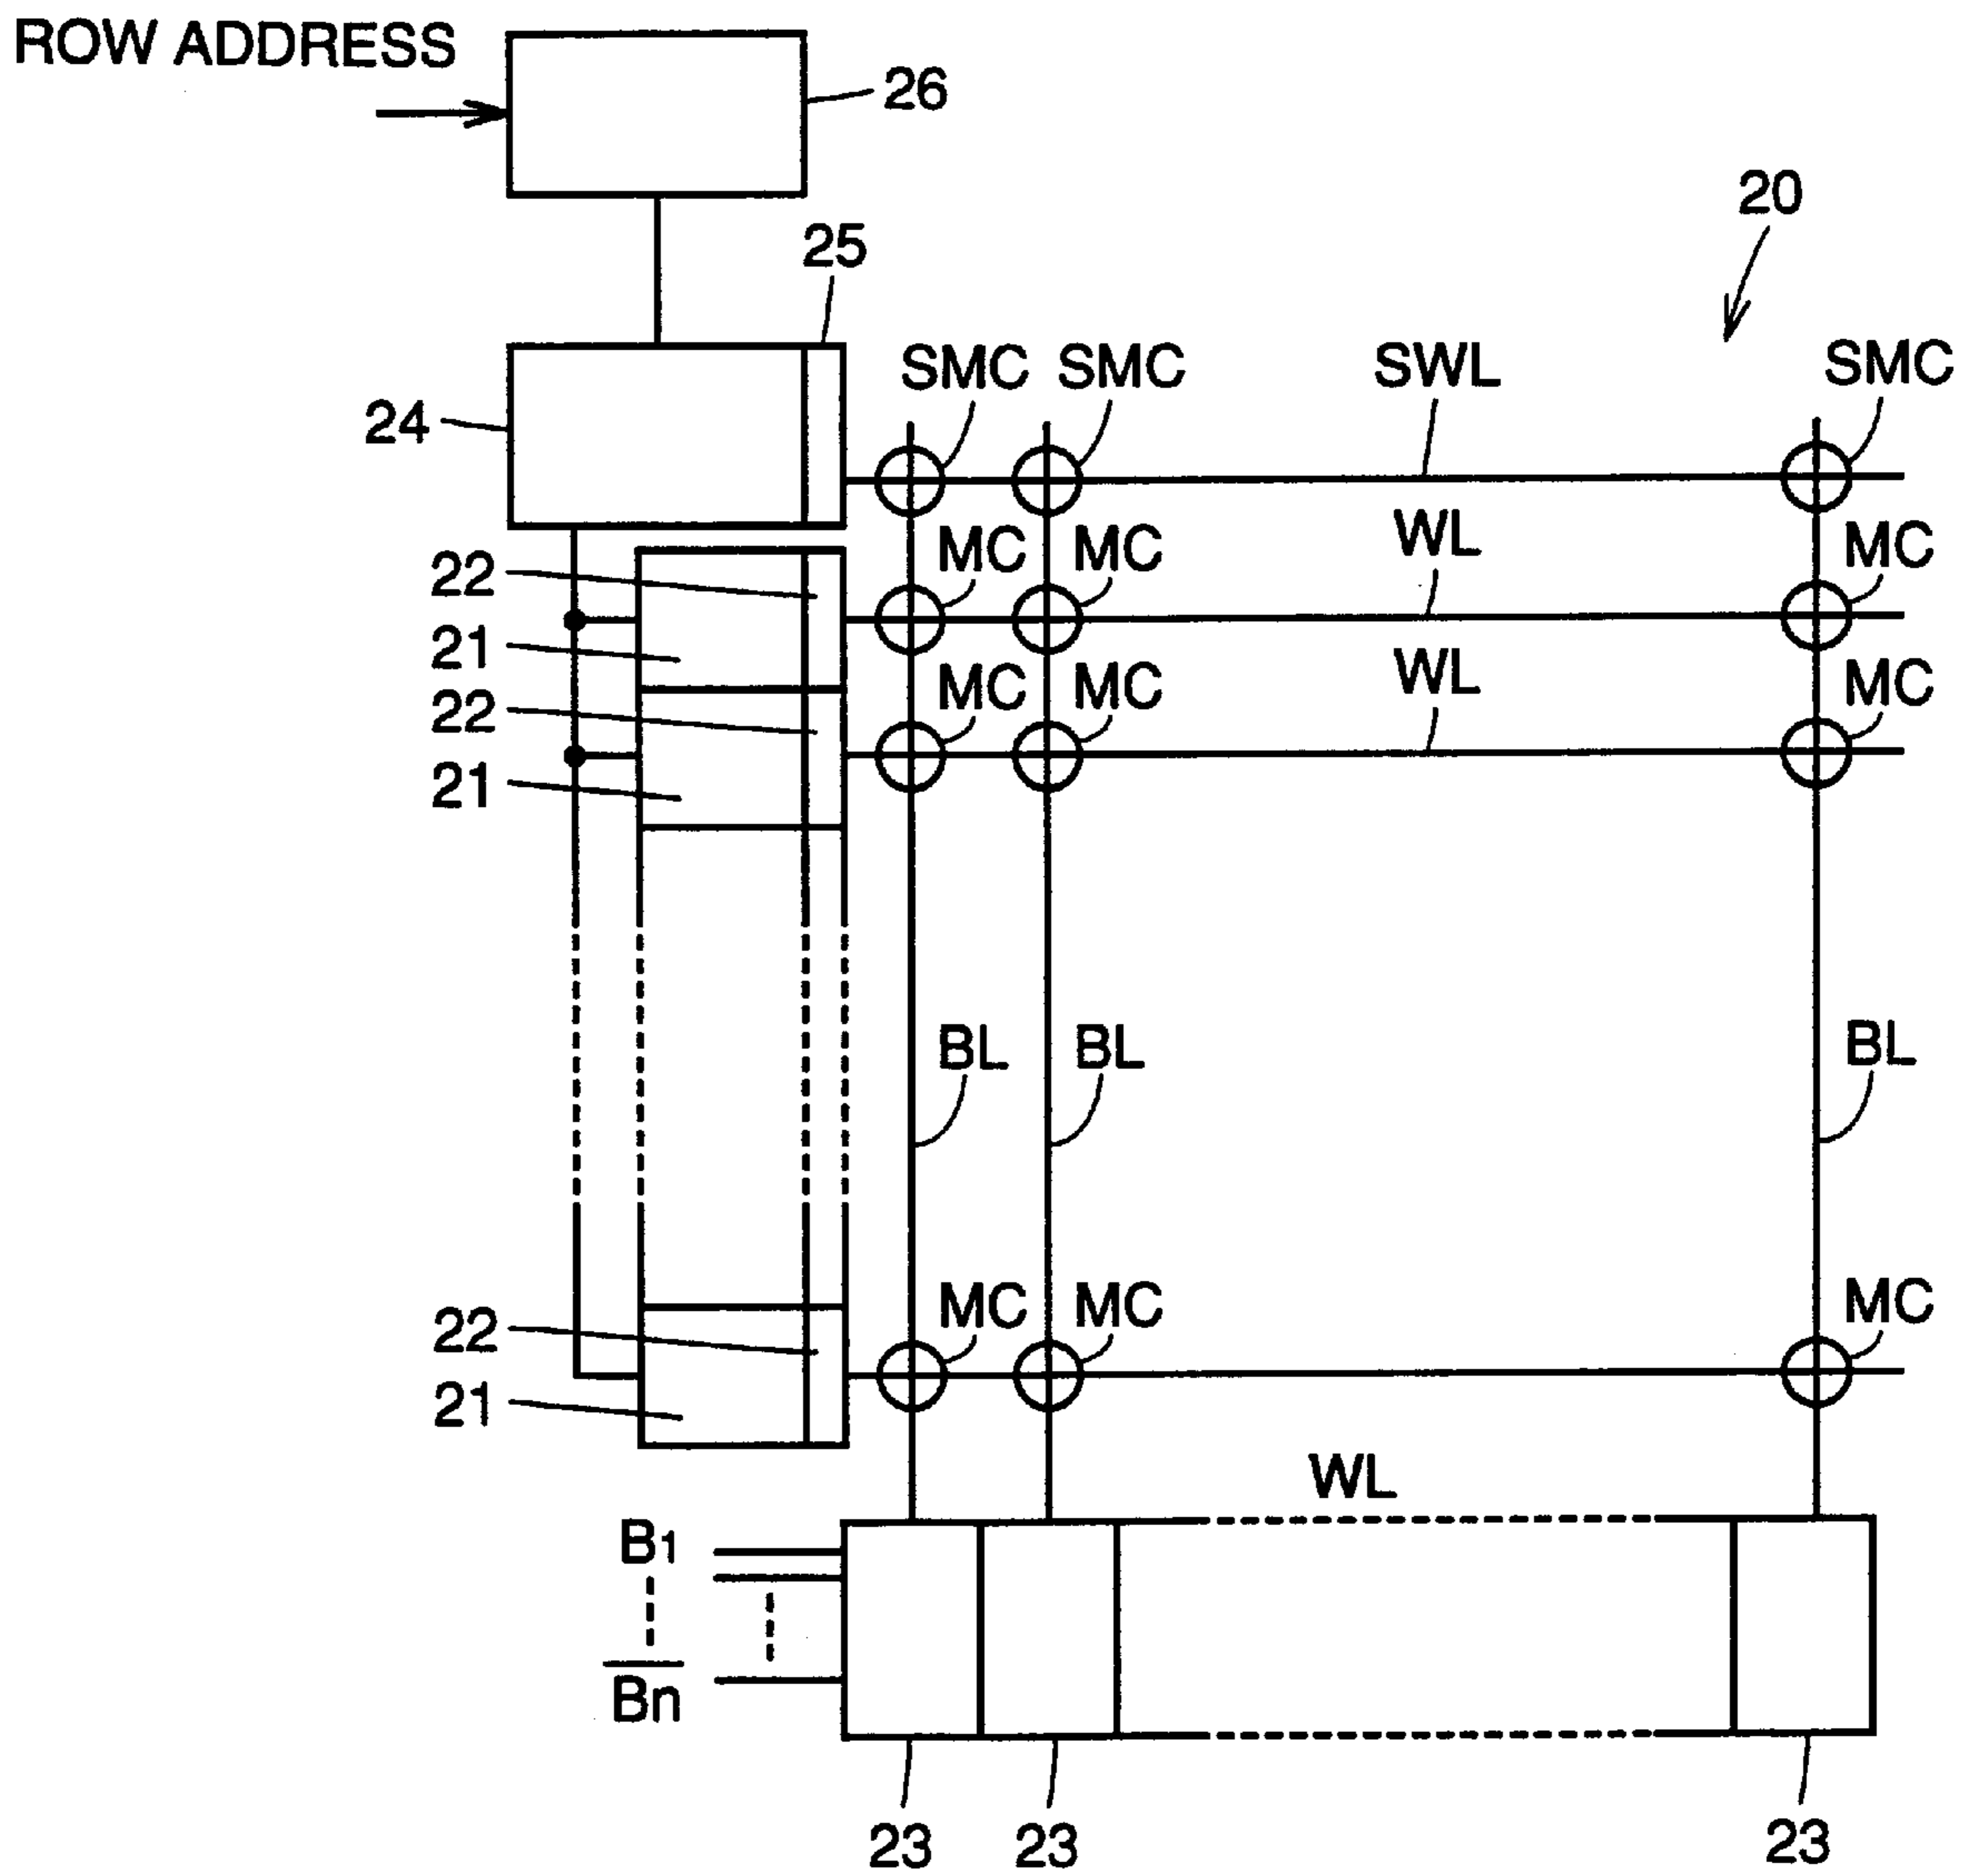 ROW ADDRESS
26
20
25
SMC SMC SWL SMC
24
MC MC WL MC
22
21
MC MC WL MC
22
21
BL BL BL
MC MC MC
22
21
WL
B1
Bn
23 23 23